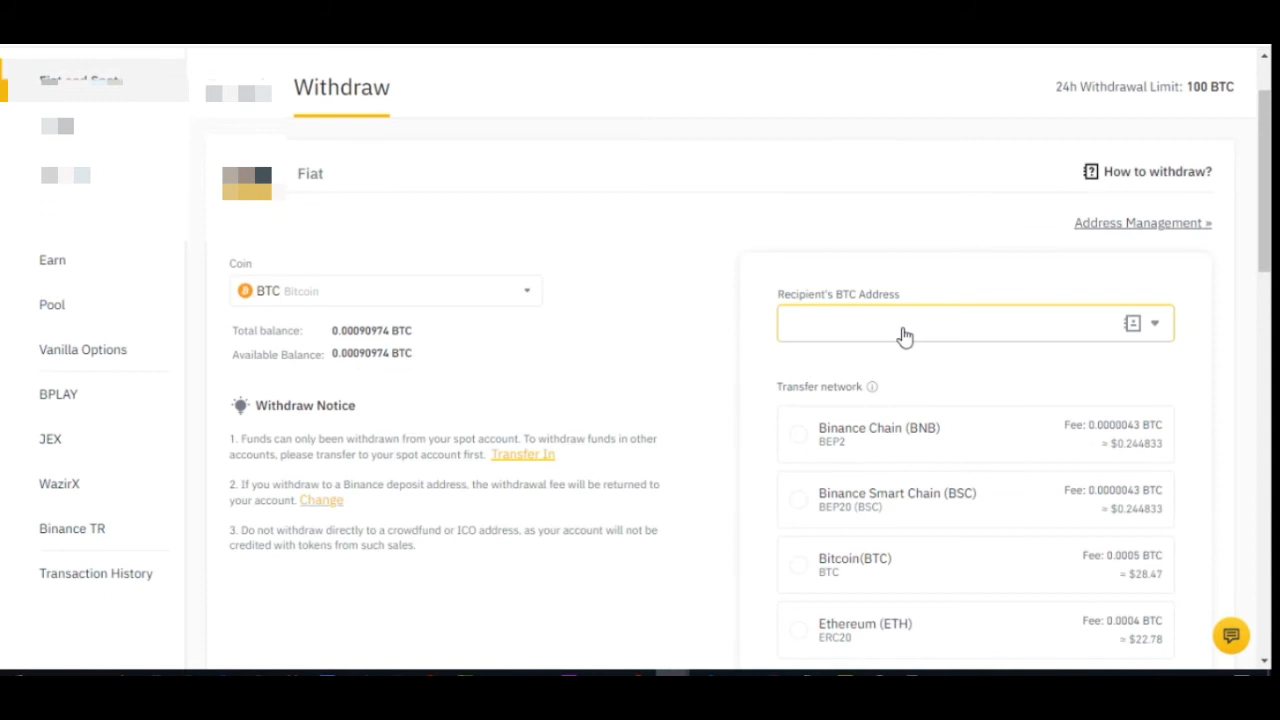 Fiat and Spot
Withdraw
24h Withdrawal Limit: 100 BTC
Fiat
How to withdraw?
Address Management »
Earn
Pool
Vanilla Options
BPLAY
JEX
WazirX
Binance TR
Transaction History
Coin
BTC Bitcoin
Total balance: 0.00090974 BTC
Available Balance: 0.00090974 BTC
Withdraw Notice
1. Funds can only been withdrawn from your spot account. To withdraw funds in other
accounts, please transfer to your spot account first. Transfer In
2. If you withdraw to a Binance deposit address, the withdrawal fee will be returned to
your account. Change
3. Do not withdraw directly to a crowdfund or ICO address, as your account will not be
credited with tokens from such sales.
Recipient's BTC Address
Transfer network
Binance Chain (BNB) Fee: 0.0000043 BTC
BEP2 ≈ $0.244833
Binance Smart Chain (BSC) Fee: 0.0000043 BTC
BEP20 (BSC) ≈ $0.244833
Bitcoin(BTC) Fee: 0.0005 BTC
BTC ≈ $28.47
Ethereum (ETH) Fee: 0.0004 BTC
ERC20 ≈ $22.78